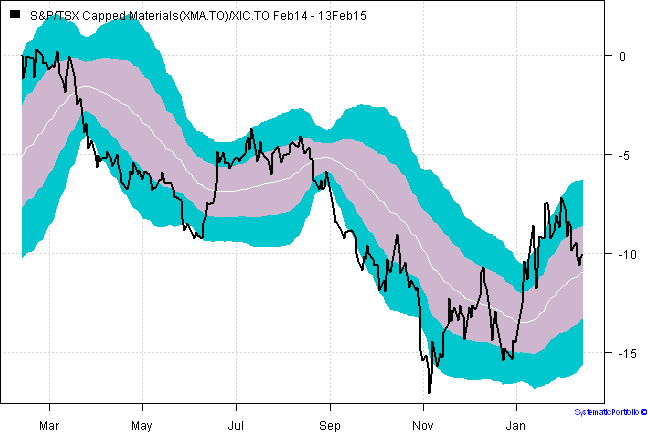 S&P/TSX Capped Materials(XMA.TO)/XIC.TO Feb14 - 13Feb15
0
-5
-10
-15
Mar May Jul Sep Nov Jan
SystematicPortfolio ©